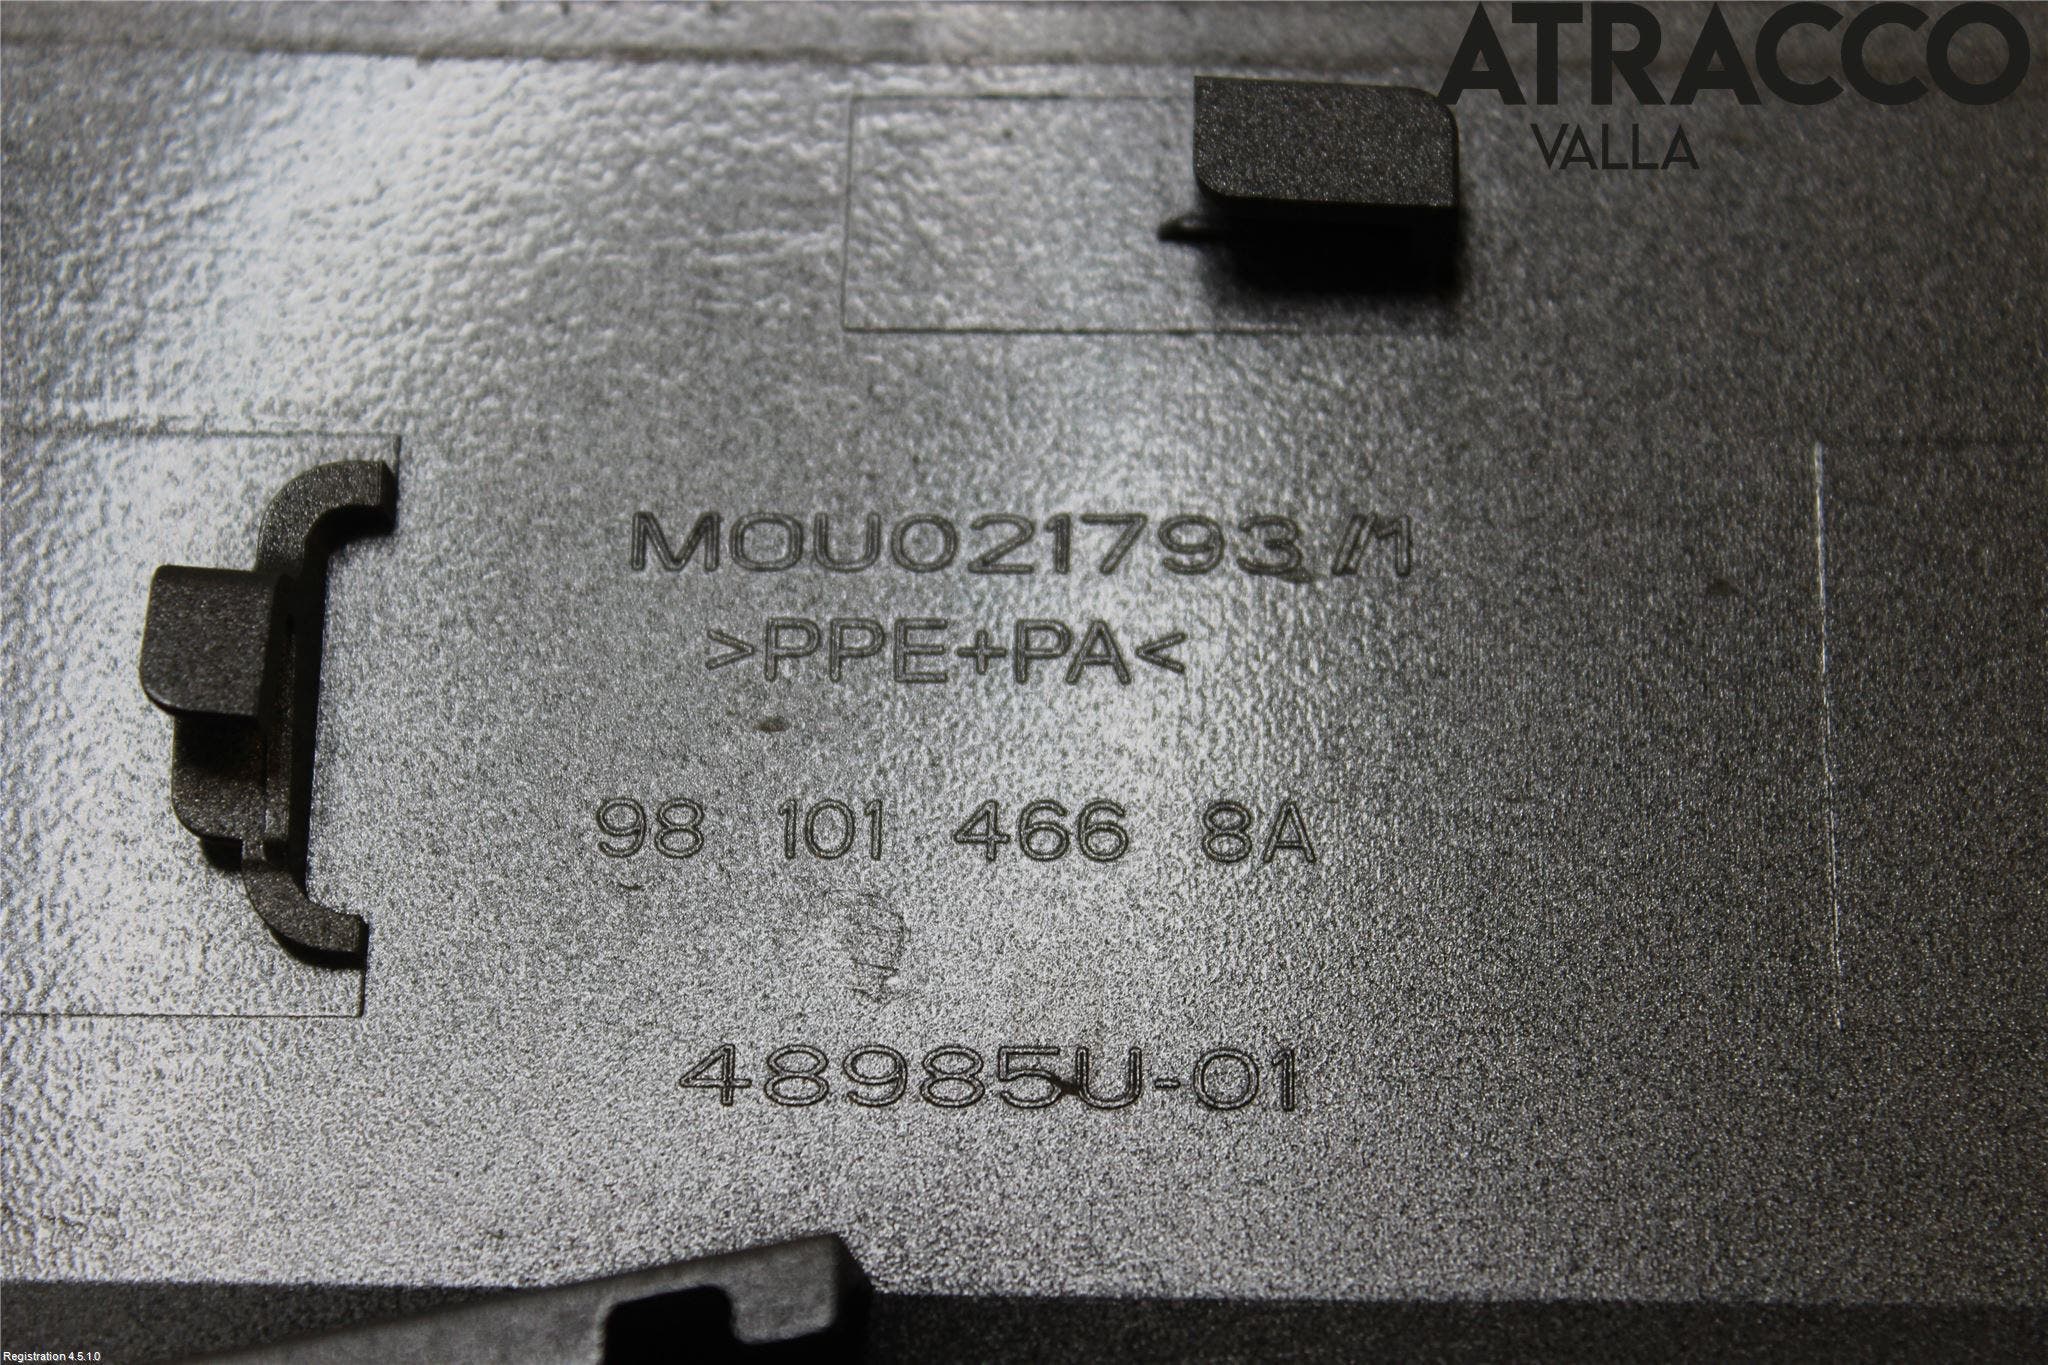 ATRACCO
VALLA
MOU021793 //1
>PPE+PA<
98 101 466 8A
48985U-01
Registration 4.5.1.0